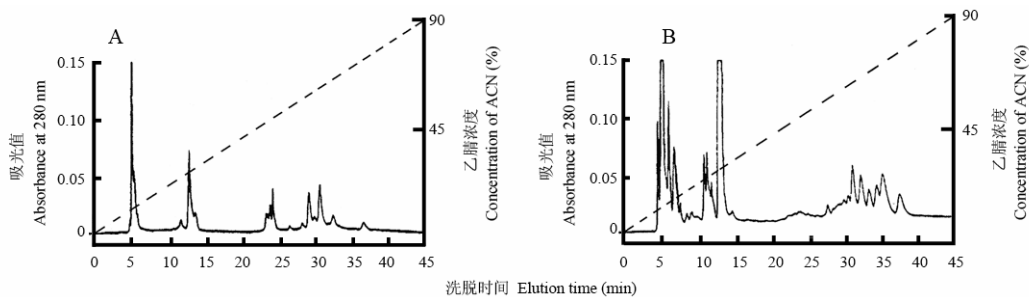 A
0.15
0.10
0.05
0
吸光值
Absorbance at 280 nm
90
45
乙腈浓度
Concentration of ACN (%)
0 5 10 15 20 25 30 35 40 45
B
0.15
0.10
0.05
0
吸光值
Absorbance at 280 nm
90
45
乙腈浓度
Concentration of ACN (%)
0 5 10 15 20 25 30 35 40 45
洗脱时间 Elution time (min)